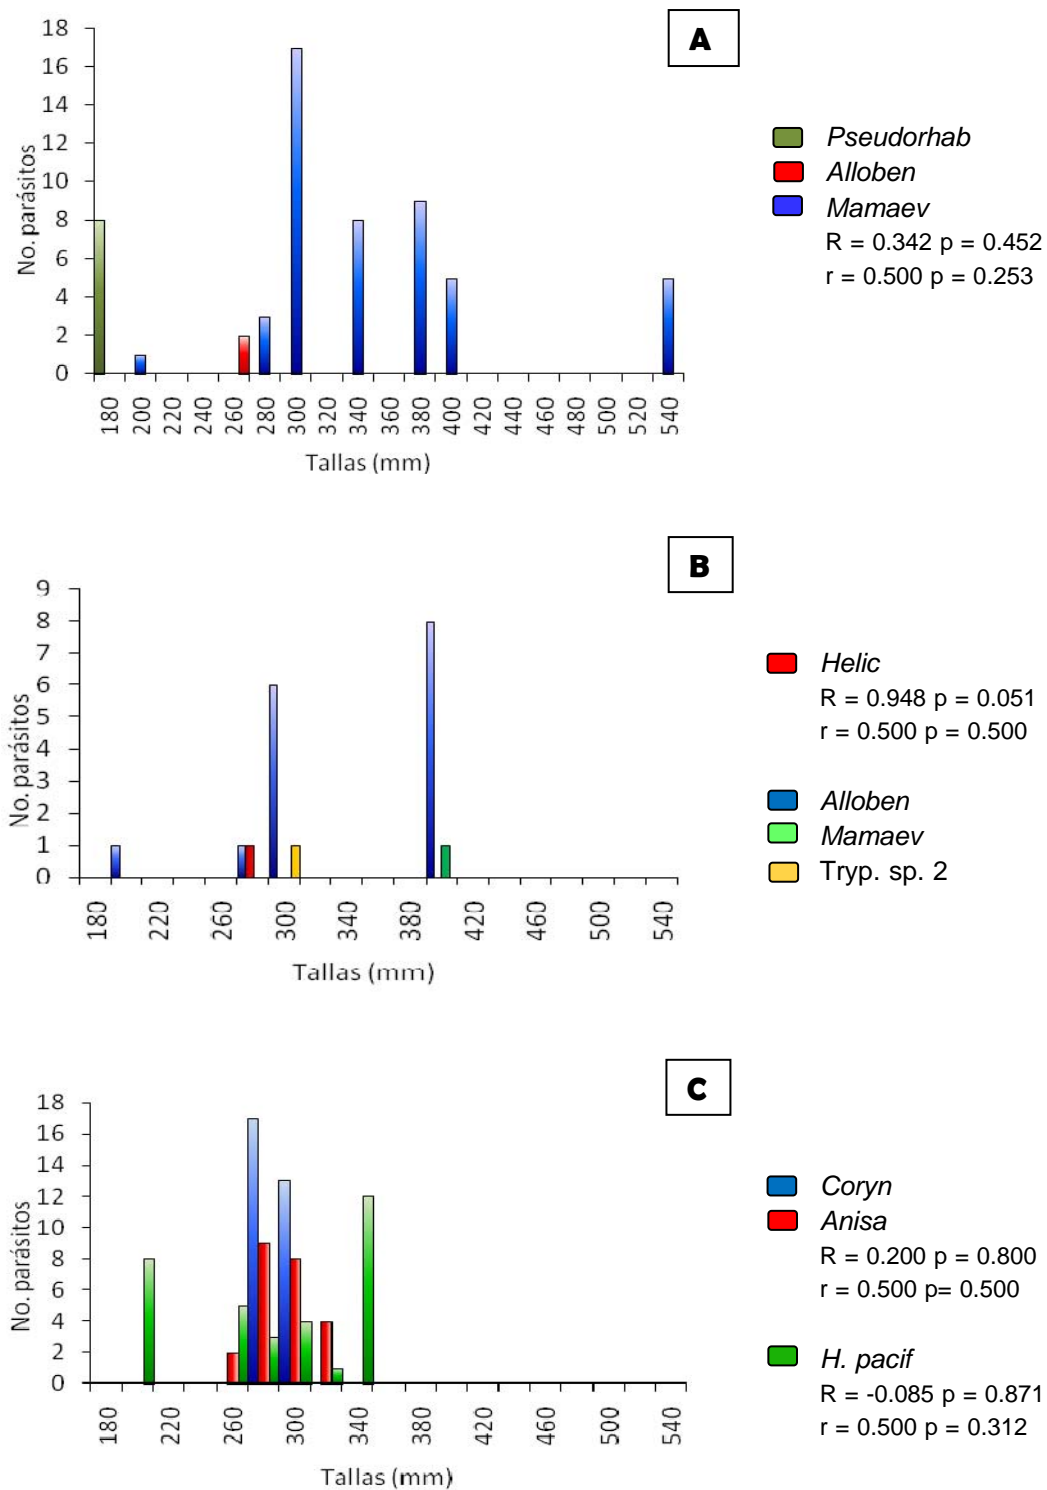 A
18
16
14
12
10
8
6
4
2
0
No. parásitos
180 200 220 240 260 280 300 320 340 360 380 400 440 460 480 500 520 540
Tallas (mm)
Pseudorhab
Alloben
Mamaev
R = 0.342 p = 0.452
r = 0.500 p = 0.253
B
9
8
7
6
5
4
3
2
1
0
No. parásitos
180 220 260 300 340 380 420 460 500 540
Tallas (mm)
Helic
R = 0.948 p = 0.051
r = 0.500 p = 0.500
Alloben
Mamaev
Tryp. sp. 2
C
18
16
14
12
10
8
6
4
2
0
No. parásitos
180 220 260 300 340 380 420 460 500 540
Tallas (mm)
Coryn
Anisa
R = 0.200 p = 0.800
r = 0.500 p= 0.500
H. pacif
R = -0.085 p = 0.871
r = 0.500 p = 0.312